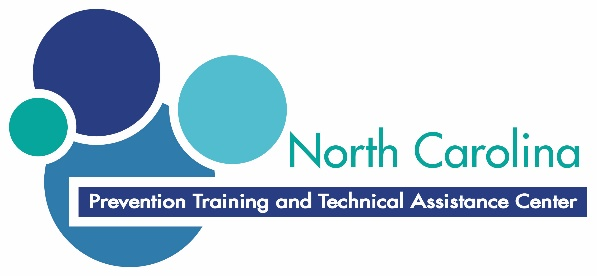 North Carolina
Prevention Training and Technical Assistance Center